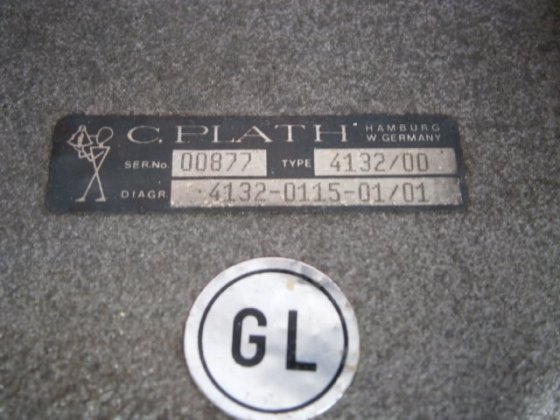 C. PLATH HAMBURG
W. GERMANY
SER.No. 00877 TYPE 4132/00
DIAGR. 4132-0115-01/01
GL